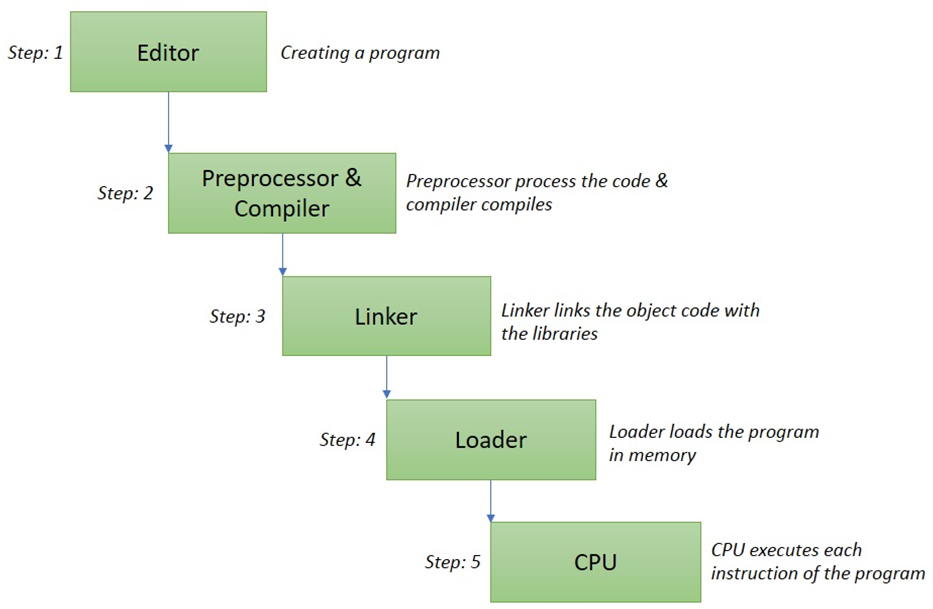 Step: 1
Editor
Creating a program
Step: 2
Preprocessor &
Compiler
Preprocessor process the code &
compiler compiles
Step: 3
Linker
Linker links the object code with
the libraries
Step: 4
Loader
Loader loads the program
in memory
Step: 5
CPU
CPU executes each
instruction of the program